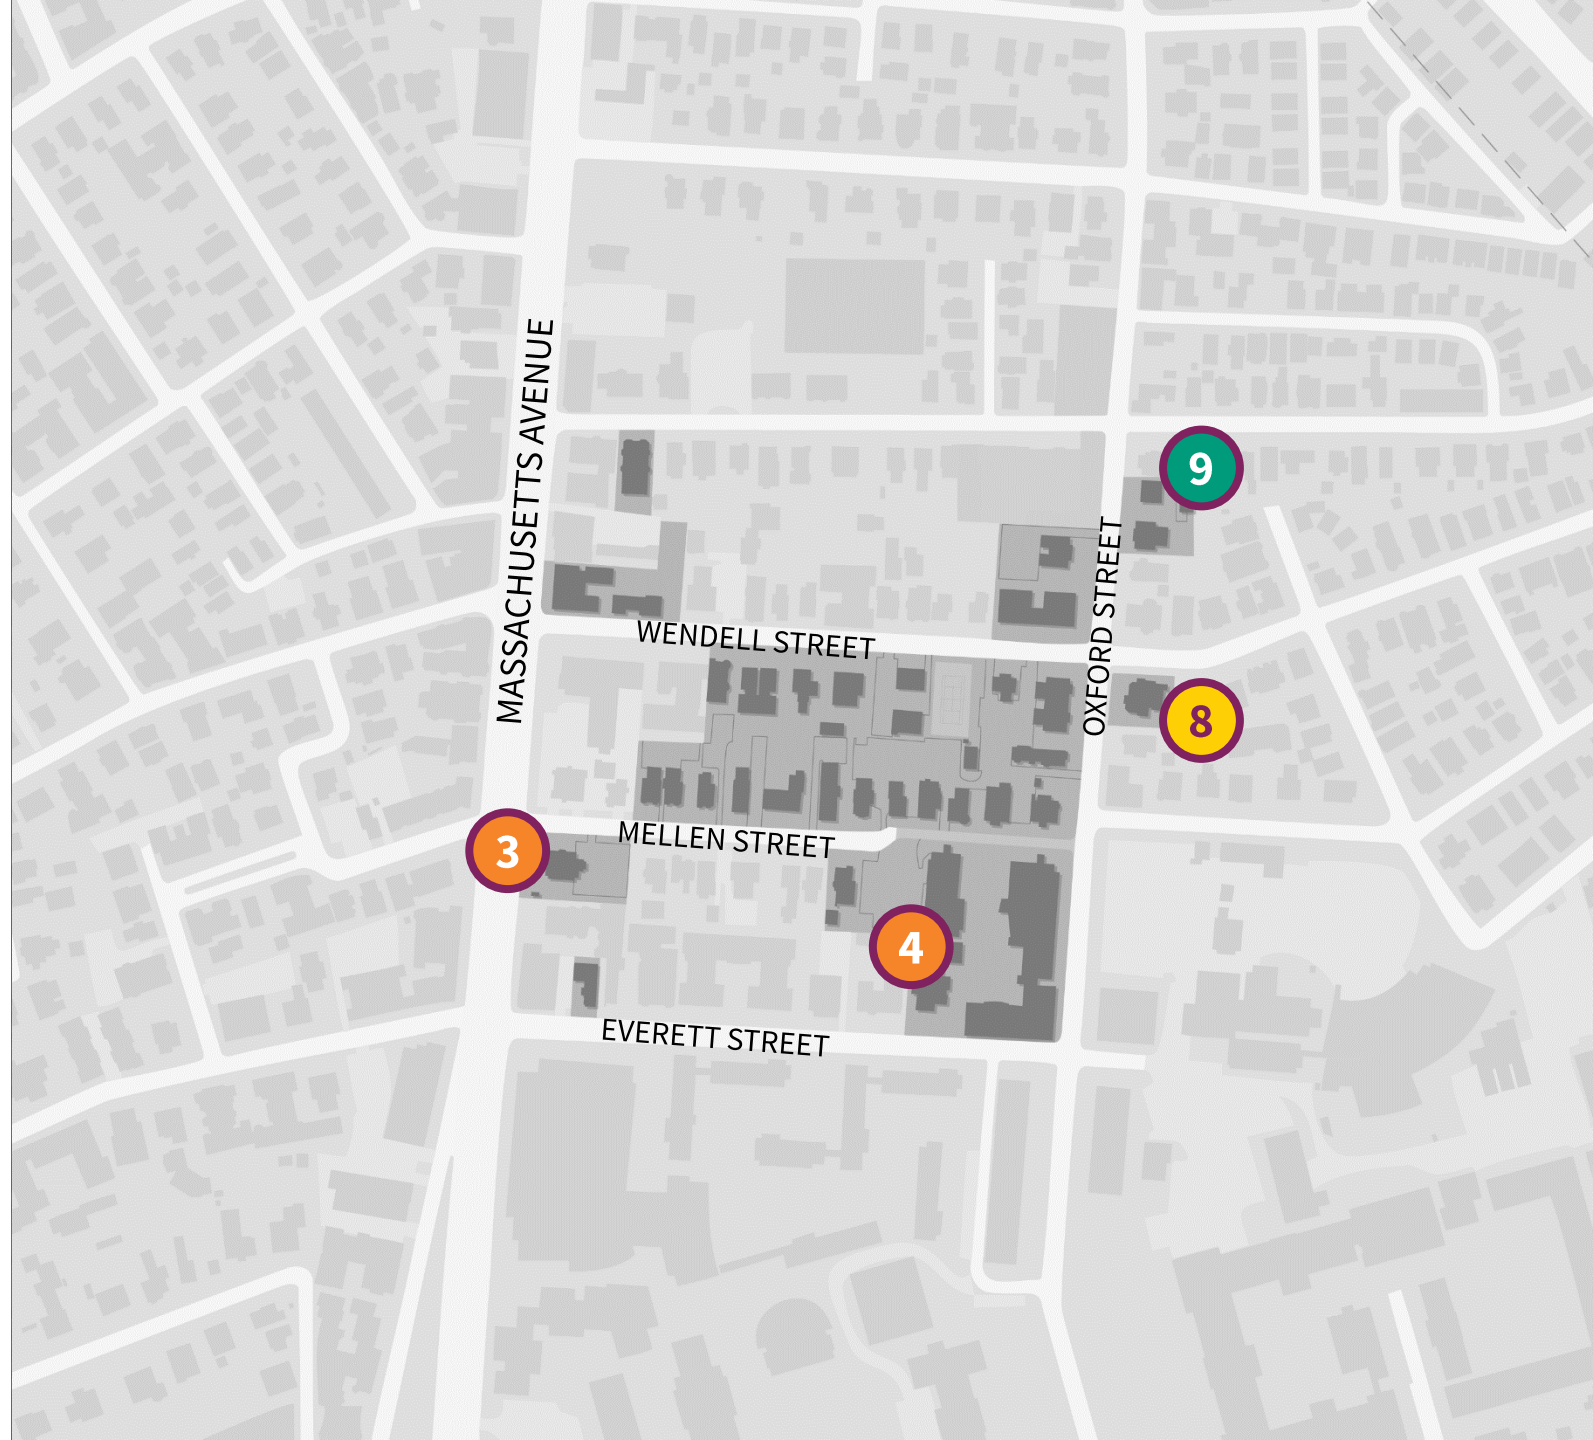 MASSACHUSETTS AVENUE
9
OXFORD STREET
WENDELL STREET
8
3
MELLEN STREET
4
EVERETT STREET